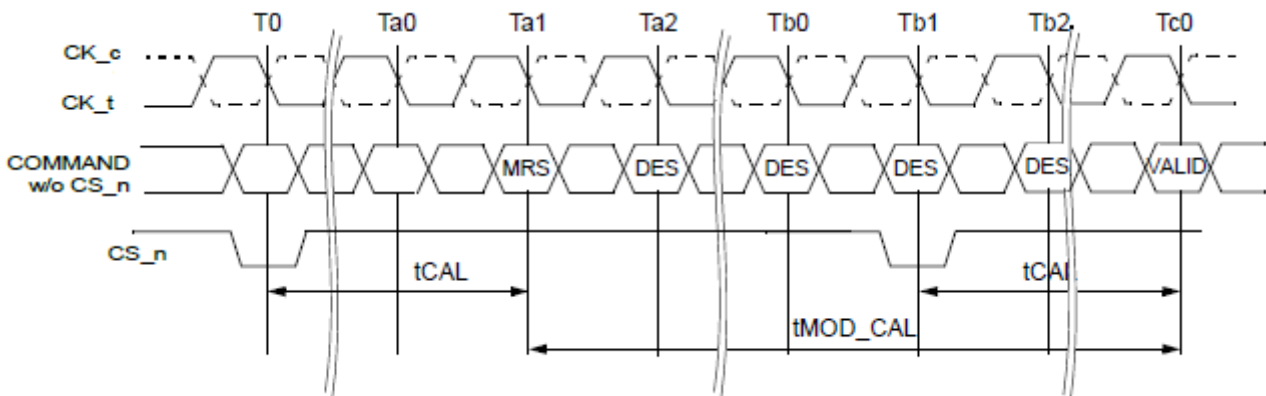 T0 Ta0 Ta1 Ta2 Tb0 Tb1 Tb2 Tc0
CK_c
CK_t
COMMAND
w/o CS_n
MRS DES DES DES DES VALID
CS_n
tCAL tCAL
tMOD_CAL